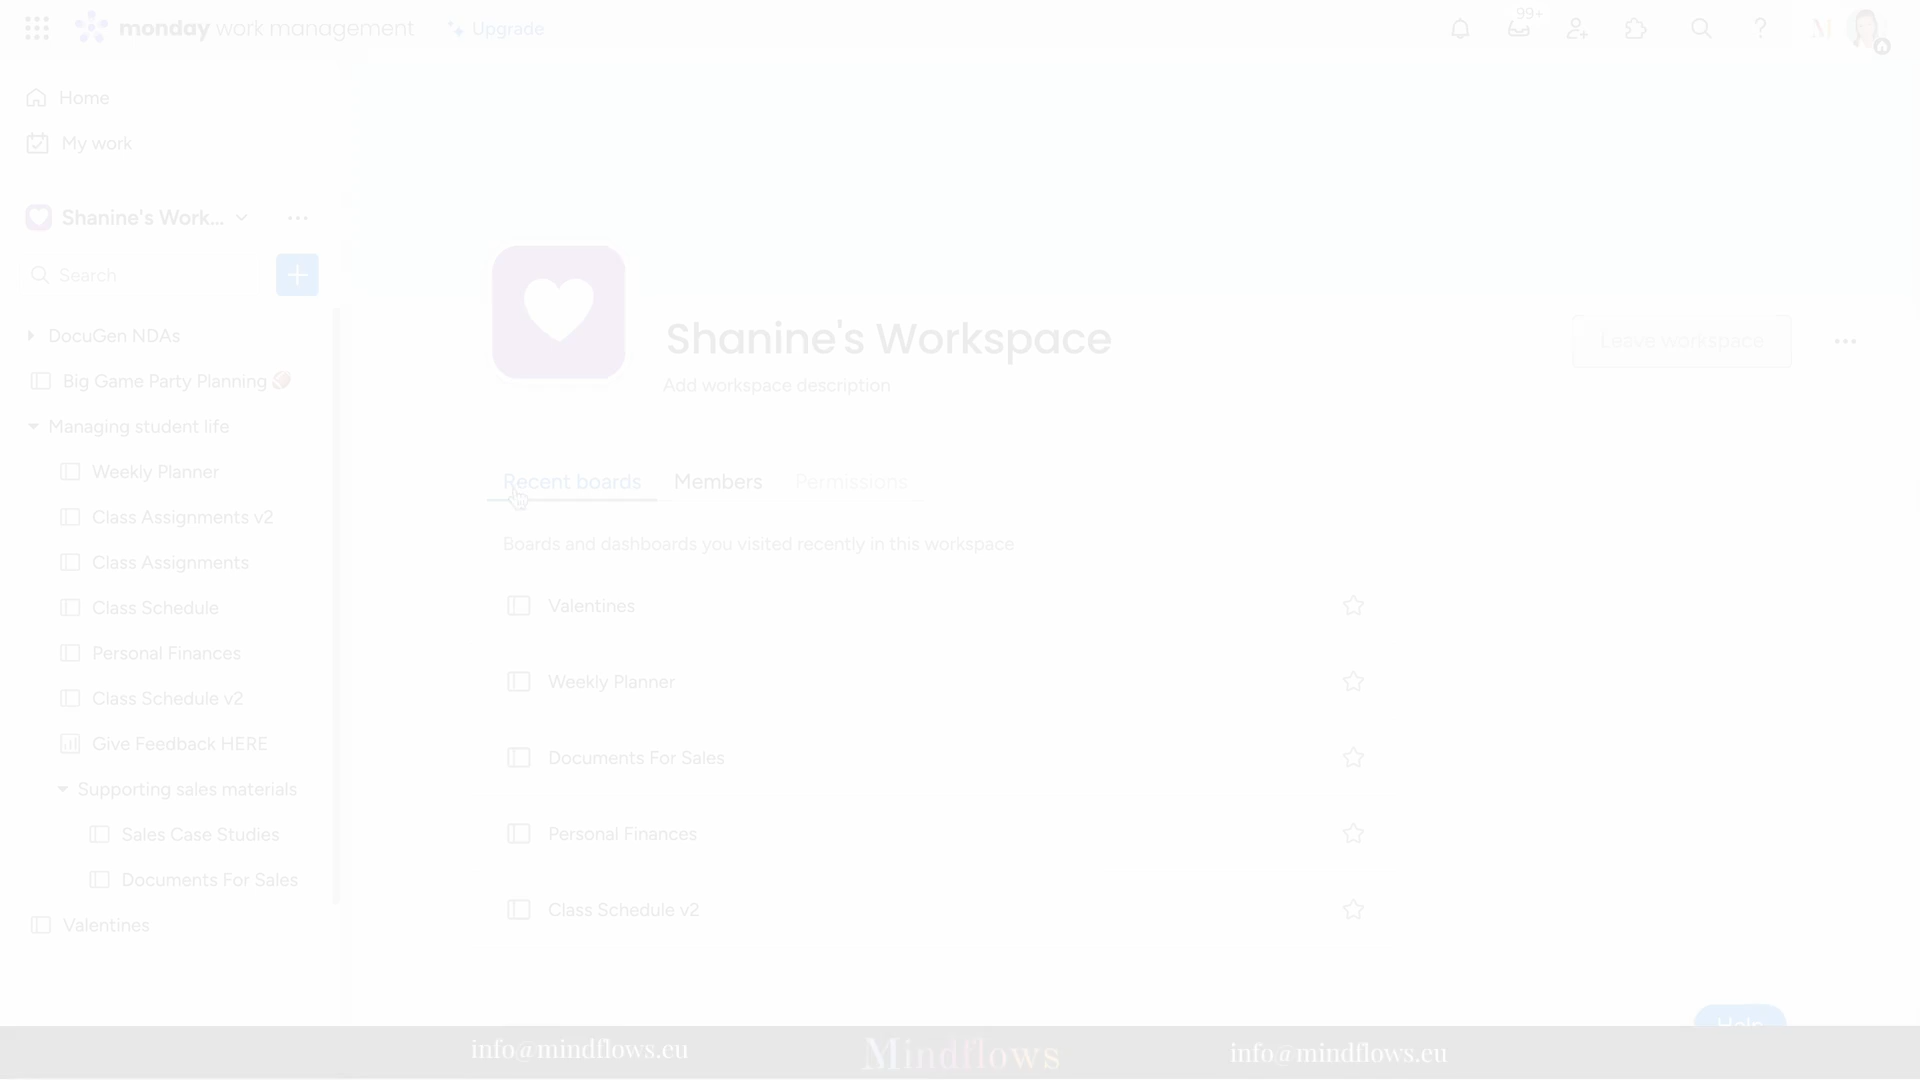 monday work management
Upgrade
99+
M
Home
My work
Shanine's Work...
Search
DocuGen NDAs
Big Game Party Planning
Managing student life
Weekly Planner
Class Assignments v2
Class Assignments
Class Schedule
Personal Finances
Class Schedule v2
Give Feedback HERE
Supporting sales materials
Sales Case Studies
Documents For Sales
Valentines
Shanine's Workspace
Add workspace description
Leave workspace
Recent boards Members Permissions
Boards and dashboards you visited recently in this workspace
Valentines
Weekly Planner
Documents For Sales
Personal Finances
Class Schedule v2
Help
info@mindflows.eu Mindflows info@mindflows.eu